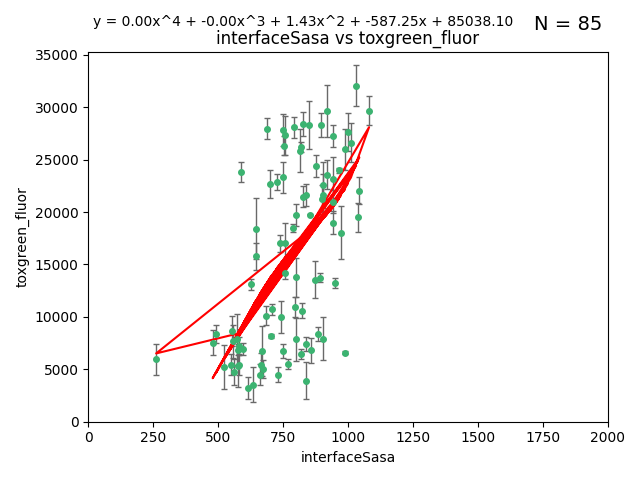 y = 0.00x^4 + -0.00x^3 + 1.43x^2 + -587.25x + 85038.10
N = 85
interfaceSasa vs toxgreen_fluor
35000
30000
25000
20000
15000
10000
5000
0
toxgreen_fluor
0 250 500 750 1000 1250 1500 1750 2000
interfaceSasa